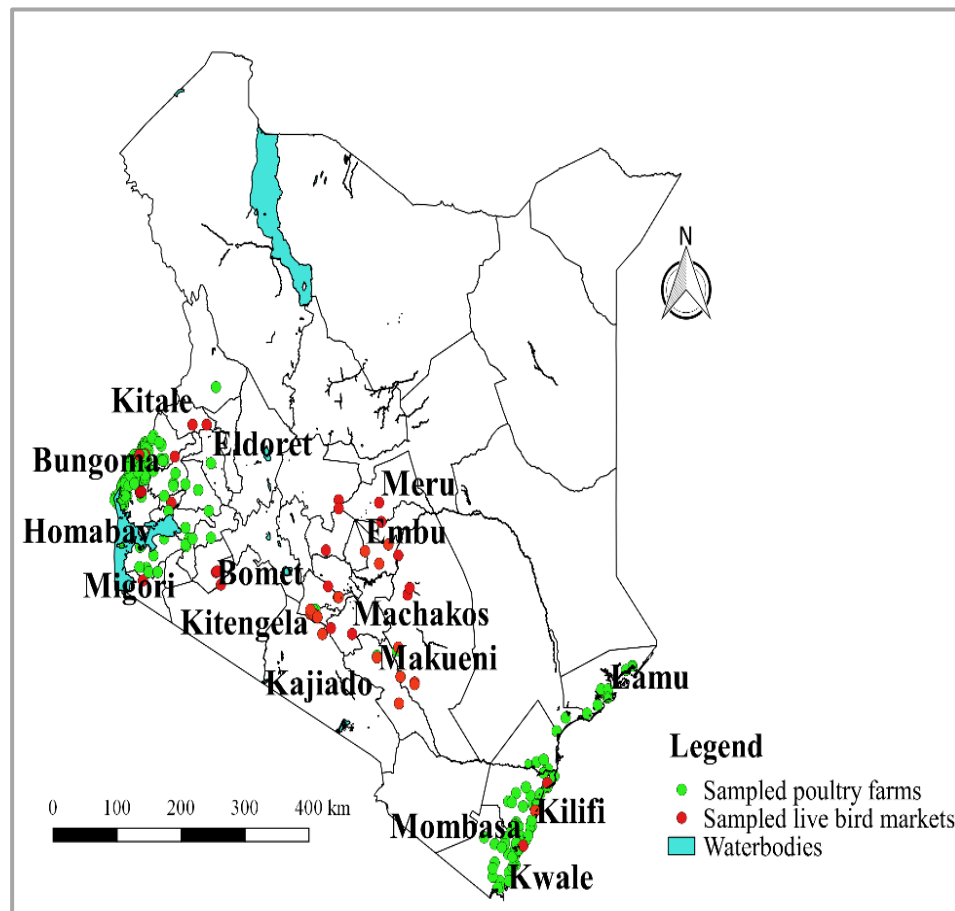 N
Kitale
Eldoret
Bungoma
Meru
Embu
Homabay
Bomet
Migori
Kitengela
Machakos
Makueni
Kajiado
Lamu
Legend
Sampled poultry farms
Sampled live bird markets
Waterbodies
0 100 200 300 400 km
Kilifi
Mombasa
Kwale